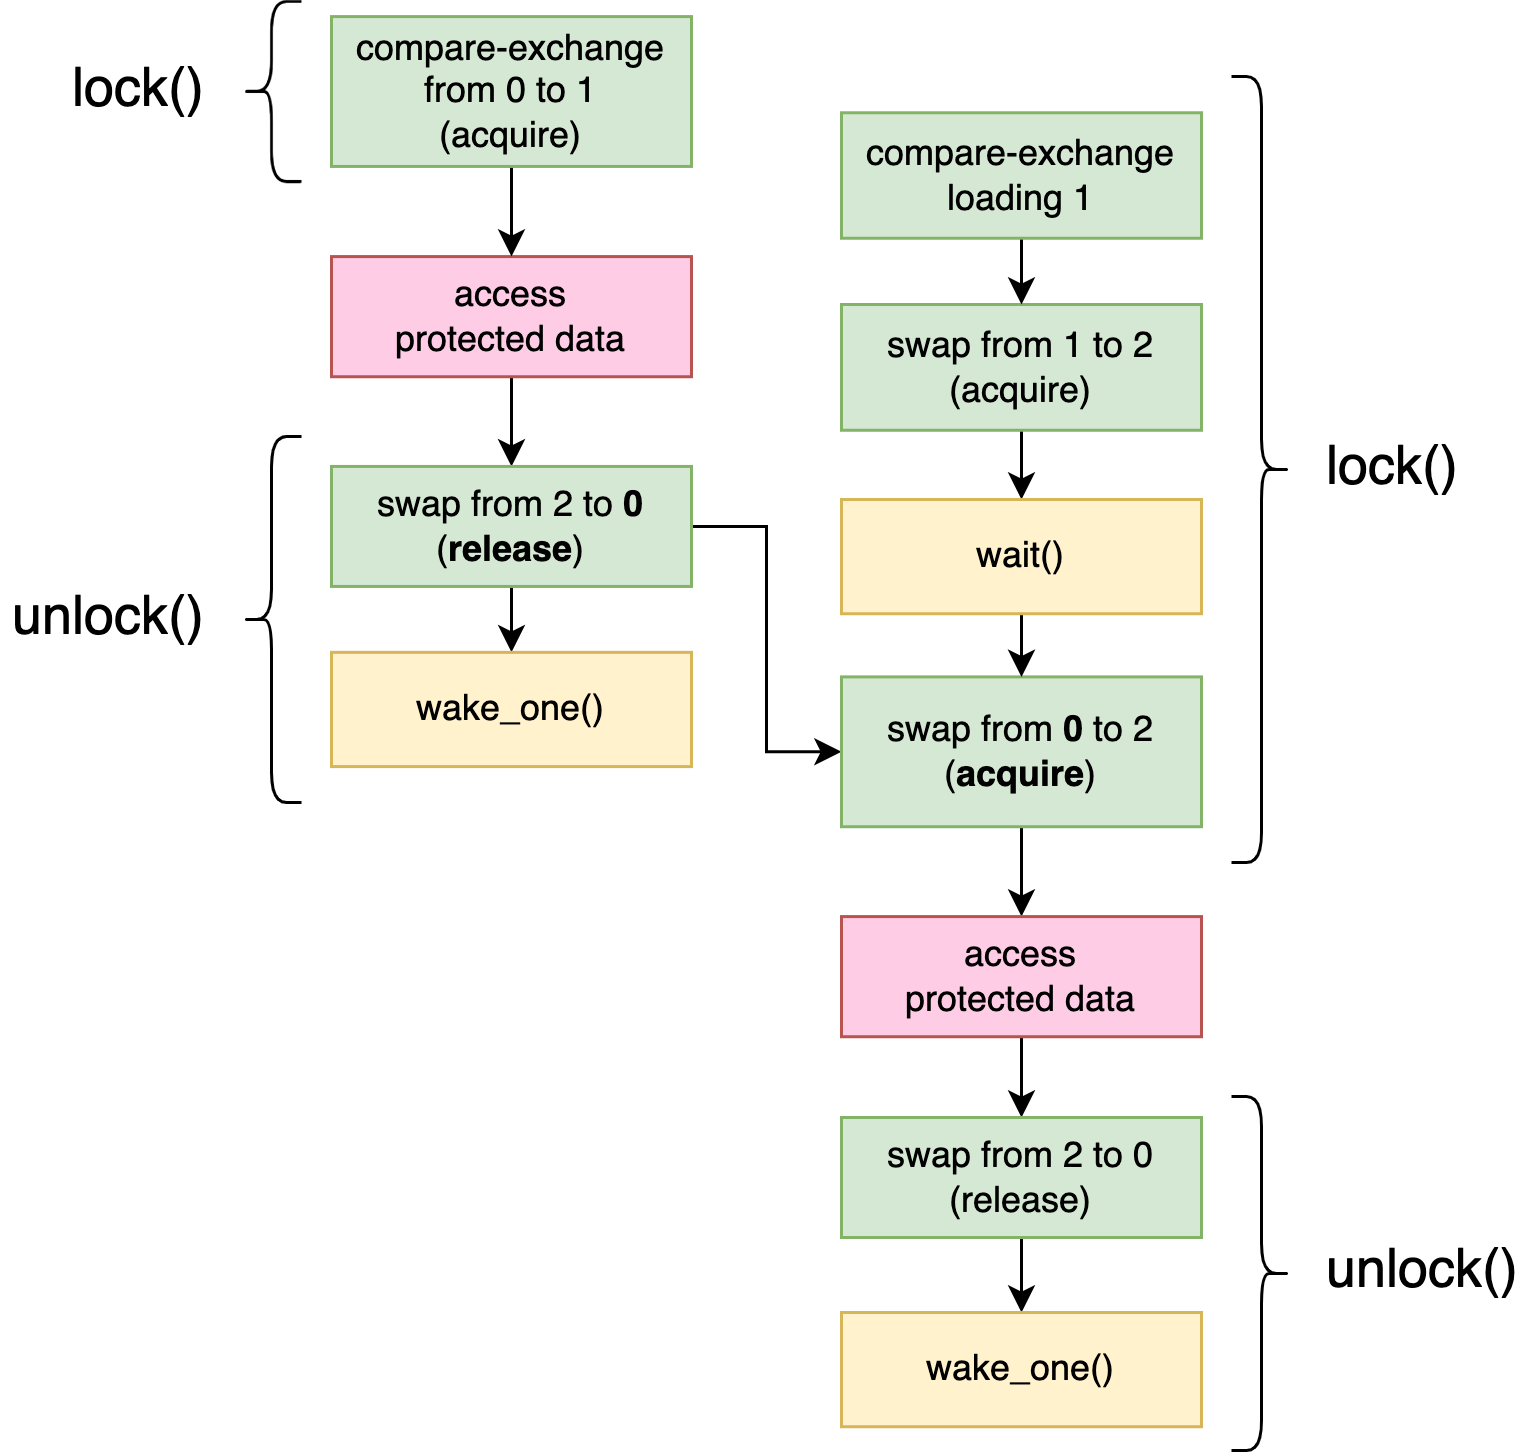 lock()
compare-exchange
from 0 to 1
(acquire)
access
protected data
unlock()
swap from 2 to 0
(release)
wake_one()
compare-exchange
loading 1
swap from 1 to 2
(acquire)
wait()
swap from 0 to 2
(acquire)
lock()
access
protected data
swap from 2 to 0
(release)
wake_one()
unlock()